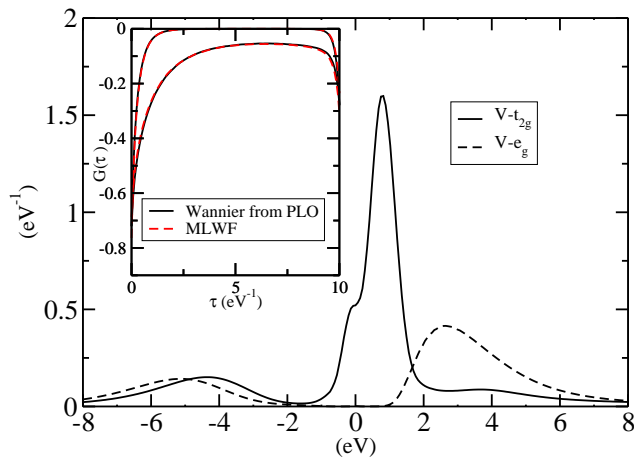 2
1.5
1
0.5
0
(eV⁻¹)
-8 -6 -4 -2 0 2 4 6 8
(eV)
V-t₂g
V-e_g
0
-0.2
-0.4
-0.6
-0.8
G(τ)
Wannier from PLO
MLWF
0 5 10
τ (eV⁻¹)